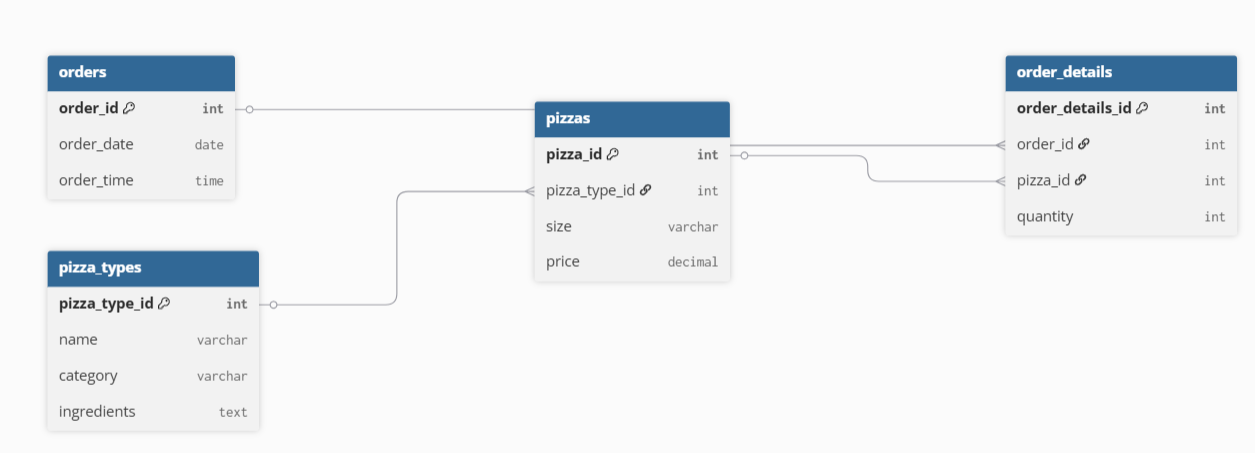 orders
order_id int
order_date date
order_time time
pizza_types
pizza_type_id int
name varchar
category varchar
ingredients text
pizzas
pizza_id int
pizza_type_id int
size varchar
price decimal
order_details
order_details_id int
order_id int
pizza_id int
quantity int